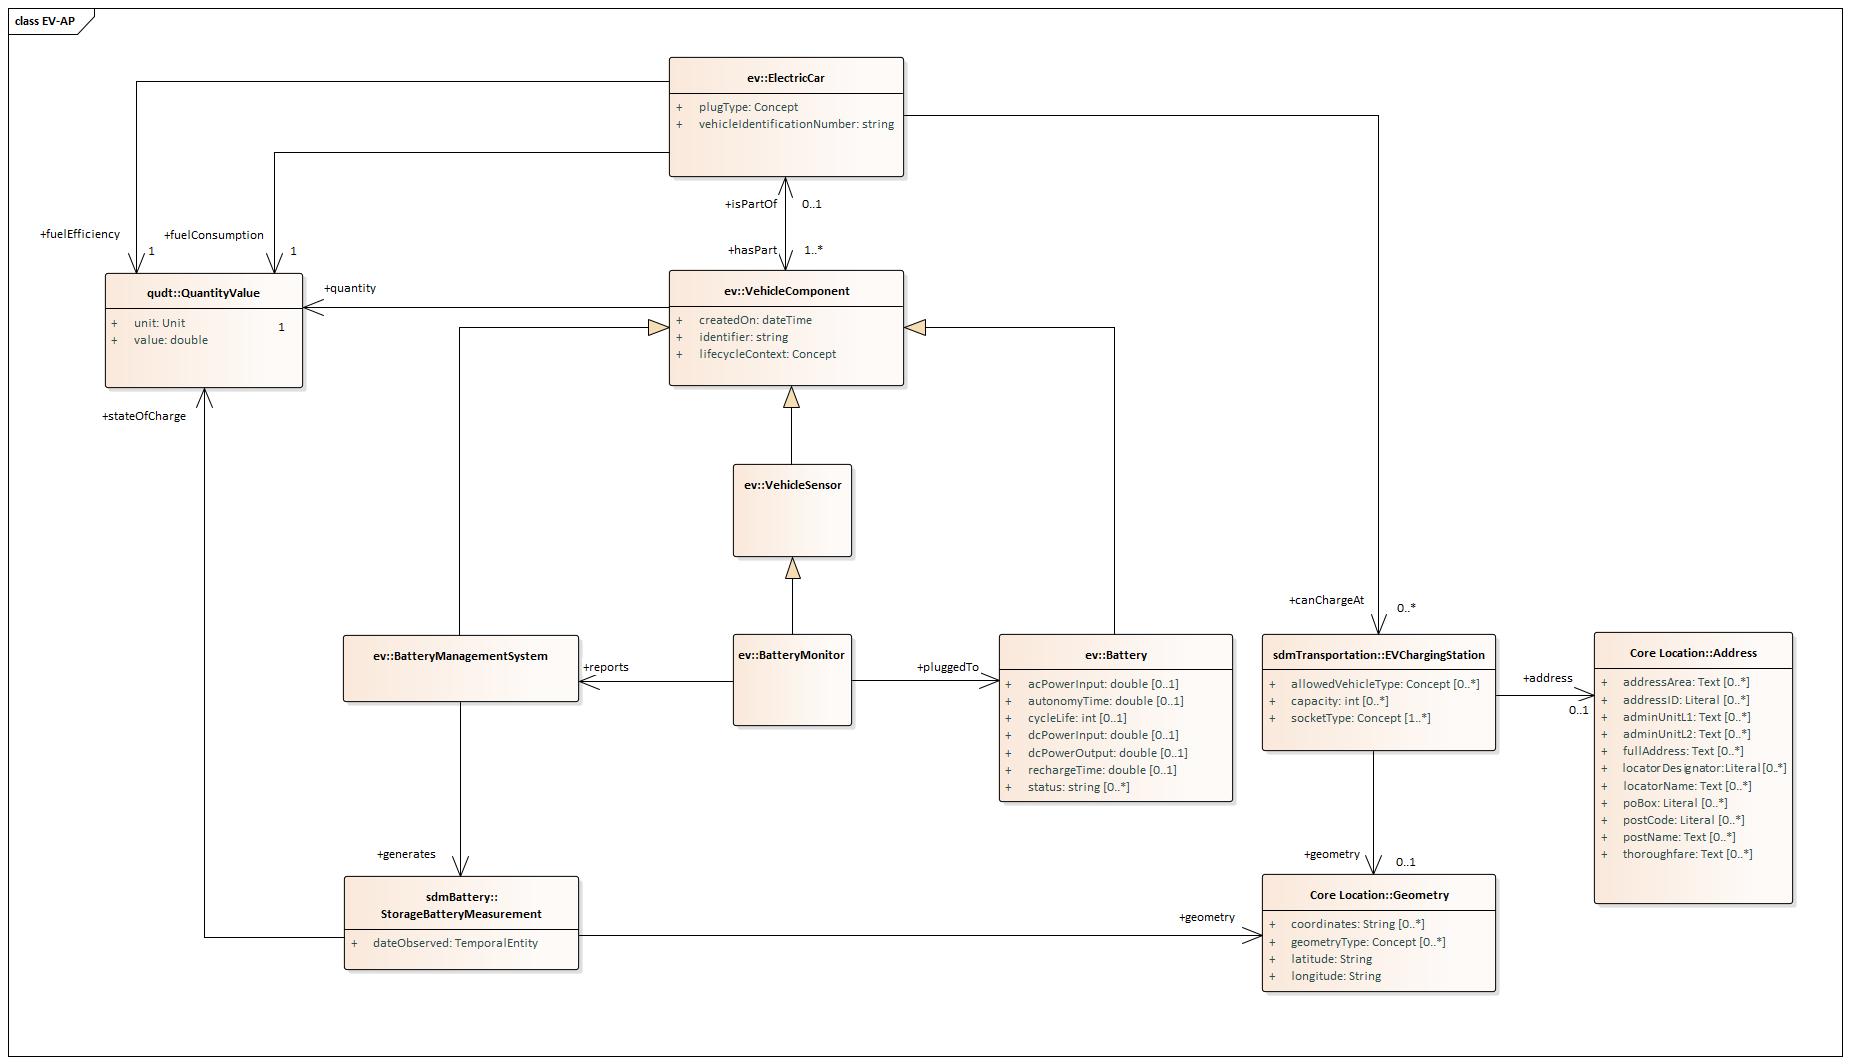 class EV-AP
ev::ElectricCar
+ plugType: Concept
+ vehicleIdentificationNumber: string
+isPartOf
0..1
+hasPart
1..*
+fuelEfficiency
1
+fuelConsumption
1
qudt::QuantityValue
+ unit: Unit
+ value: double
1
+quantity
ev::VehicleComponent
+ createdOn: dateTime
+ identifier: string
+ lifecycleContext: Concept
+stateOfCharge
ev::VehicleSensor
+canChargeAt
0..*
ev::BatteryManagementSystem
+reports
ev::BatteryMonitor
+pluggedTo
ev::Battery
+ acPowerInput: double [0..1]
+ autonomyTime: double [0..1]
+ cycleLife: int [0..1]
+ dcPowerInput: double [0..1]
+ dcPowerOutput: double [0..1]
+ rechargeTime: double [0..1]
+ status: string [0..*]
sdmTransportation::EVChargingStation
+ allowedVehicleType: Concept [0..*]
+ capacity: int [0..*]
+ socketType: Concept [1..*]
+address
0..1
Core Location::Address
+ addressArea: Text [0..*]
+ addressID: Literal [0..*]
+ adminUnitL1: Text [0..*]
+ adminUnitL2: Text [0..*]
+ fullAddress: Text [0..*]
+ locatorDesignator:Literal[0..*]
+ locatorName: Text [0..*]
+ poBox: Literal [0..*]
+ postCode: Literal [0..*]
+ postName: Text [0..*]
+ thoroughfare: Text [0..*]
+generates
+geometry
0..1
sdmBattery::
StorageBatteryMeasurement
+ dateObserved: TemporalEntity
+geometry
Core Location::Geometry
+ coordinates: String [0..*]
+ geometryType: Concept [0..*]
+ latitude: String
+ longitude: String